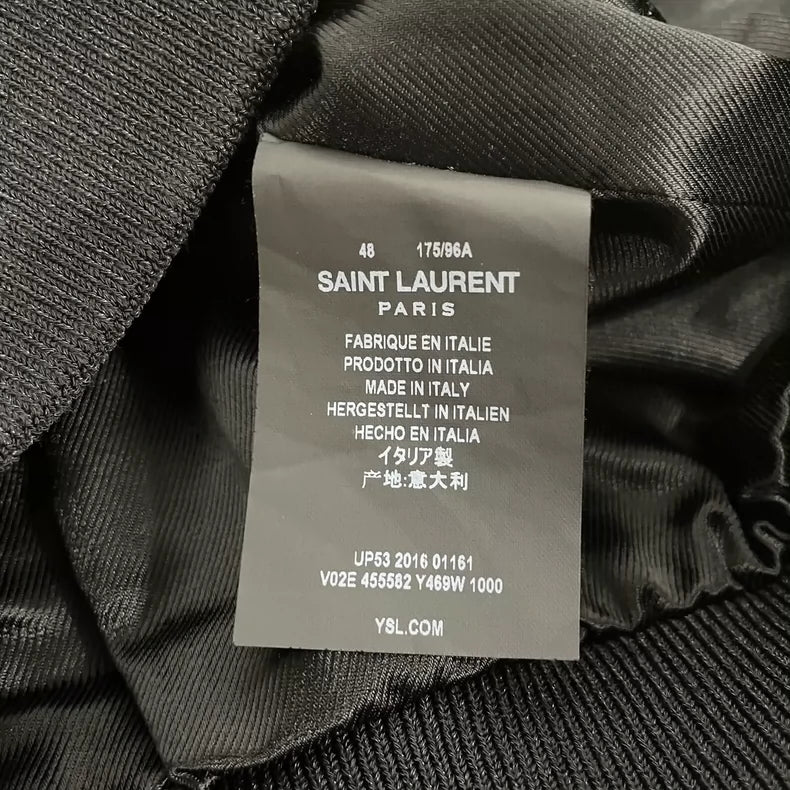 48 175/96A
SAINT LAURENT
PARIS
FABRIQUE EN ITALIE
PRODOTTO IN ITALIA
MADE IN ITALY
HERGESTELLT IN ITALIEN
HECHO EN ITALIA
イタリア製
产地:意大利
UP53 2016 01161
V02E 455582 Y469W 1000
YSL.COM